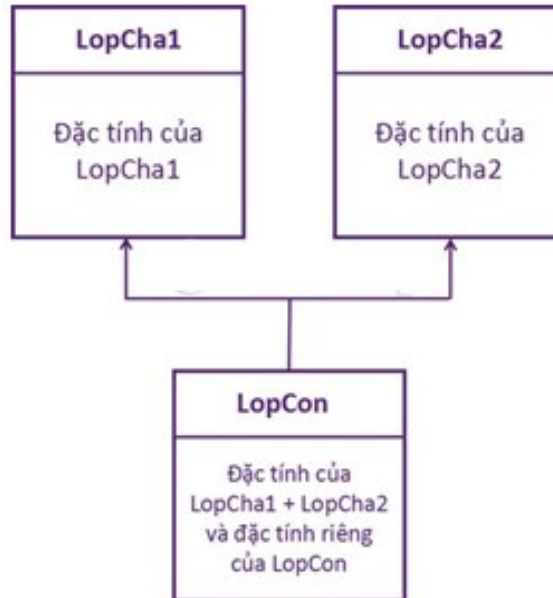 LopCha1
Đặc tính của
LopCha1
LopCha2
Đặc tính của
LopCha2
LopCon
Đặc tính của
LopCha1 + LopCha2
và đặc tính riêng
của LopCon